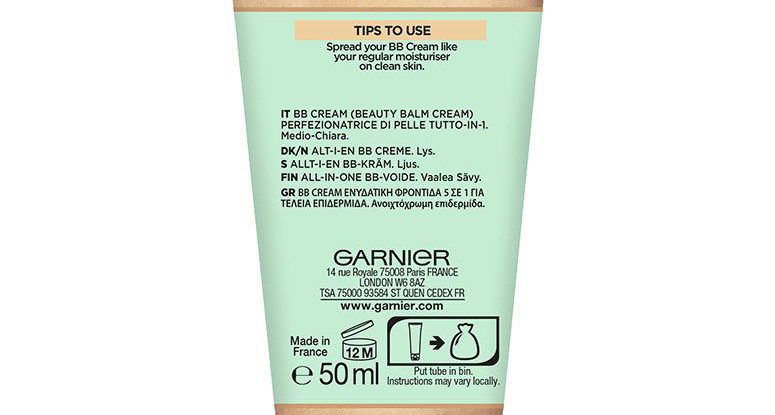 TIPS TO USE
Spread your BB Cream like
your regular moisturiser
on clean skin.
IT BB CREAM (BEAUTY BALM CREAM)
PERFEZIONATRICE DI PELLE TUTTO-IN-1.
Medio-Chiara.
DK/N ALT-I-EN BB CREME. Lys.
S ALLT-I-EN BB-KRÄM. Ljus.
FIN ALL-IN-ONE BB-VOIDE. Vaalea Sävy.
GR BB CREAM ΕΝΥΔΑΤΙΚΗ ΦΡΟΝΤΙΔΑ 5 ΣΕ 1 ΓΙΑ
ΤΕΛΕΙΑ ΕΠΙΔΕΡΜΙΔΑ. Ανοιχτόχρωμη επιδερμίδα.
GARNIER
14 rue Royale 75008 Paris FRANCE
LONDON W6 8AZ
TSA 75000 93584 ST QUEN CEDEX FR
www.garnier.com
Made in
France
12 M
℮ 50 ml
Put tube in bin.
Instructions may vary locally.